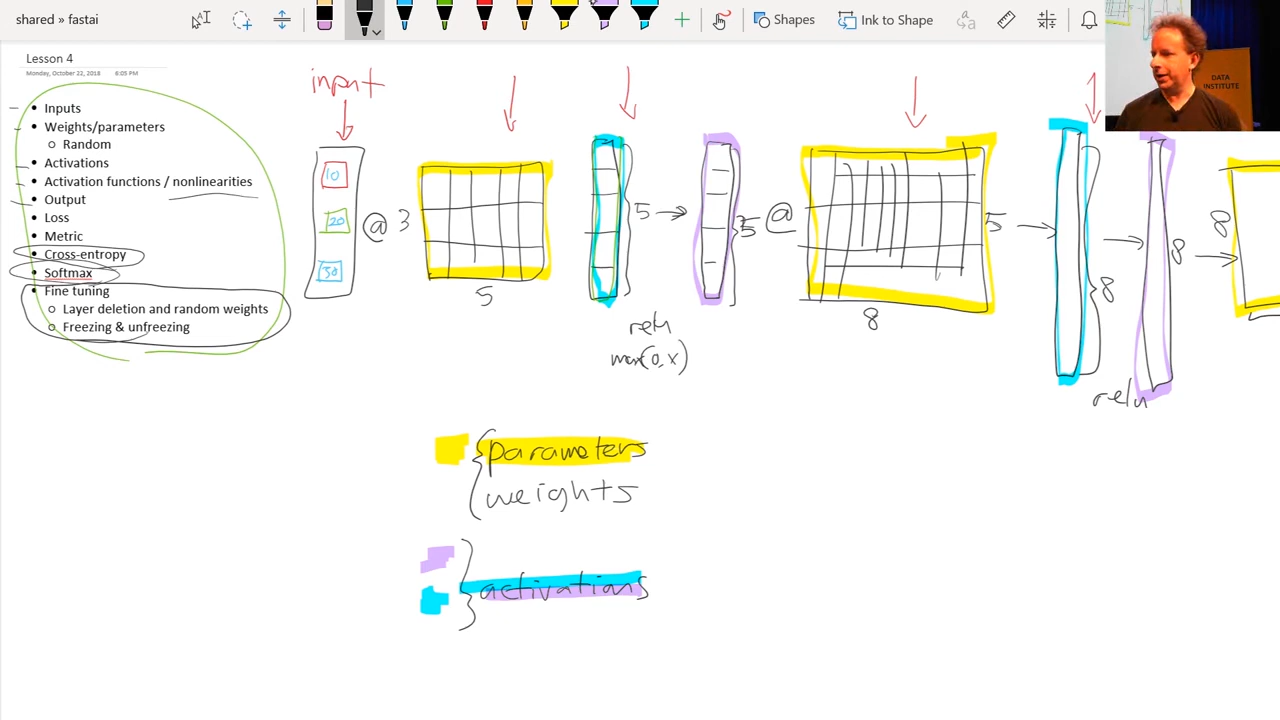 shared » fastai
Shapes
Ink to Shape
Lesson 4
Monday, October 22, 2018 6:05 PM
Inputs
Weights/parameters
Random
Activations
Activation functions / nonlinearities
Output
Loss
Metric
Cross-entropy
Softmax
Fine tuning
Layer deletion and random weights
Freezing & unfreezing
DATA
INSTITUTE
input
10
20
30
@ 3
5
5
relu
max(0,x)
@
5
8
8
relu
8
8
parameters
weights
activations